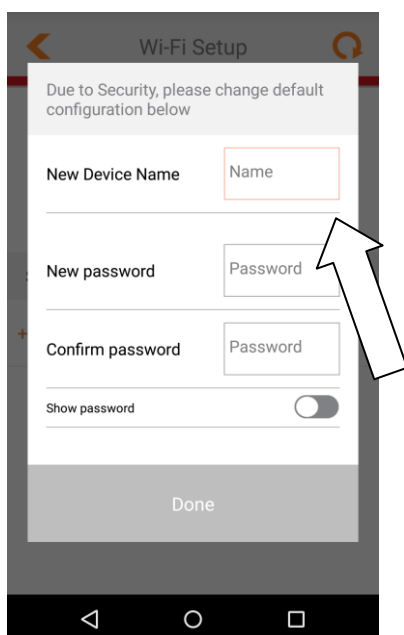 Wi-Fi Setup
Due to Security, please change default
configuration below
New Device Name
Name
New password
Password
Confirm password
Password
Show password
Done